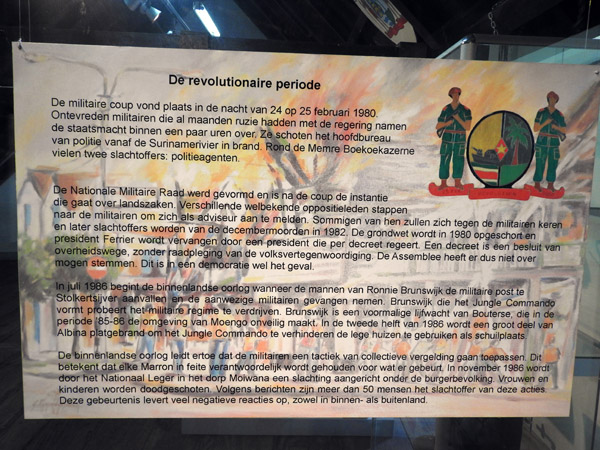 De revolutionaire periode
De militaire coup vond plaats in de nacht van 24 op 25 februari 1980.
Ontevreden militairen die al maanden ruzie hadden met de regering namen
de staatsmacht binnen een paar uren over. Ze schoten het hoofdbureau
van politie vanaf de Surinamerivier in brand. Rond de Memre Boekoekazerne
vielen twee slachtoffers: politieagenten.
De Nationale Militaire Raad werd gevormd en is na de coup de instantie
die gaat over landszaken. Verschillende welbekende oppositieleden stappen
naar de militairen om zich als adviseur aan te melden. Sommigen van hen zullen zich tegen de militairen keren
en later slachtoffers worden van de decembermoorden in 1982. De grondwet wordt in 1980 opgeschort en
president Ferrier wordt vervangen door een president die per decreet regeert. Een decreet is een besluit van
overheidswege, zonder raadpleging van de volksvertegenwoordiging. De Assemblee heeft er dus niet over
mogen stemmen. Dit is in een democratie wel het geval.
In juli 1986 begint de binnenlandse oorlog wanneer de mannen van Ronnie Brunswijk de militaire post te
Stolkertsijver aanvallen en de aanwezige militairen gevangen nemen. Brunswijk die het Jungle Commando
vormt probeert het militaire regime te verdrijven. Brunswijk is een voormalige lijfwacht van Bouterse, die in de
periode '85-86 de omgeving van Moengo onveilig maakt. In de tweede helft van 1986 wordt een groot deel van
Albina platgebrand om het Jungle Commando te verhinderen de lege huizen te gebruiken als schuilplaats.
De binnenlandse oorlog leidt ertoe dat de militairen een tactiek van collectieve vergelding gaan toepassen. Dit
betekent dat elke Marron in feite verantwoordelijk wordt gehouden voor wat er gebeurt. In november 1986 wordt
door het Nationaal Leger in het dorp Moiwana een slachting aangericht onder de burgerbevolking. Vrouwen en
kinderen worden doodgeschoten. Volgens berichten zijn meer dan 50 mensen het slachtoffer van deze acties.
Deze gebeurtenis levert veel negatieve reacties op, zowel in binnen- als buitenland.